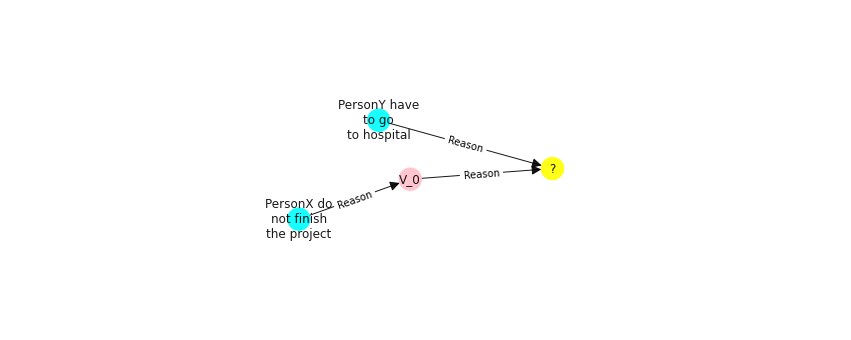 PersonY have
to go
to hospital
Reason
?
V_0
Reason
PersonX do
not finish
the project
Reason